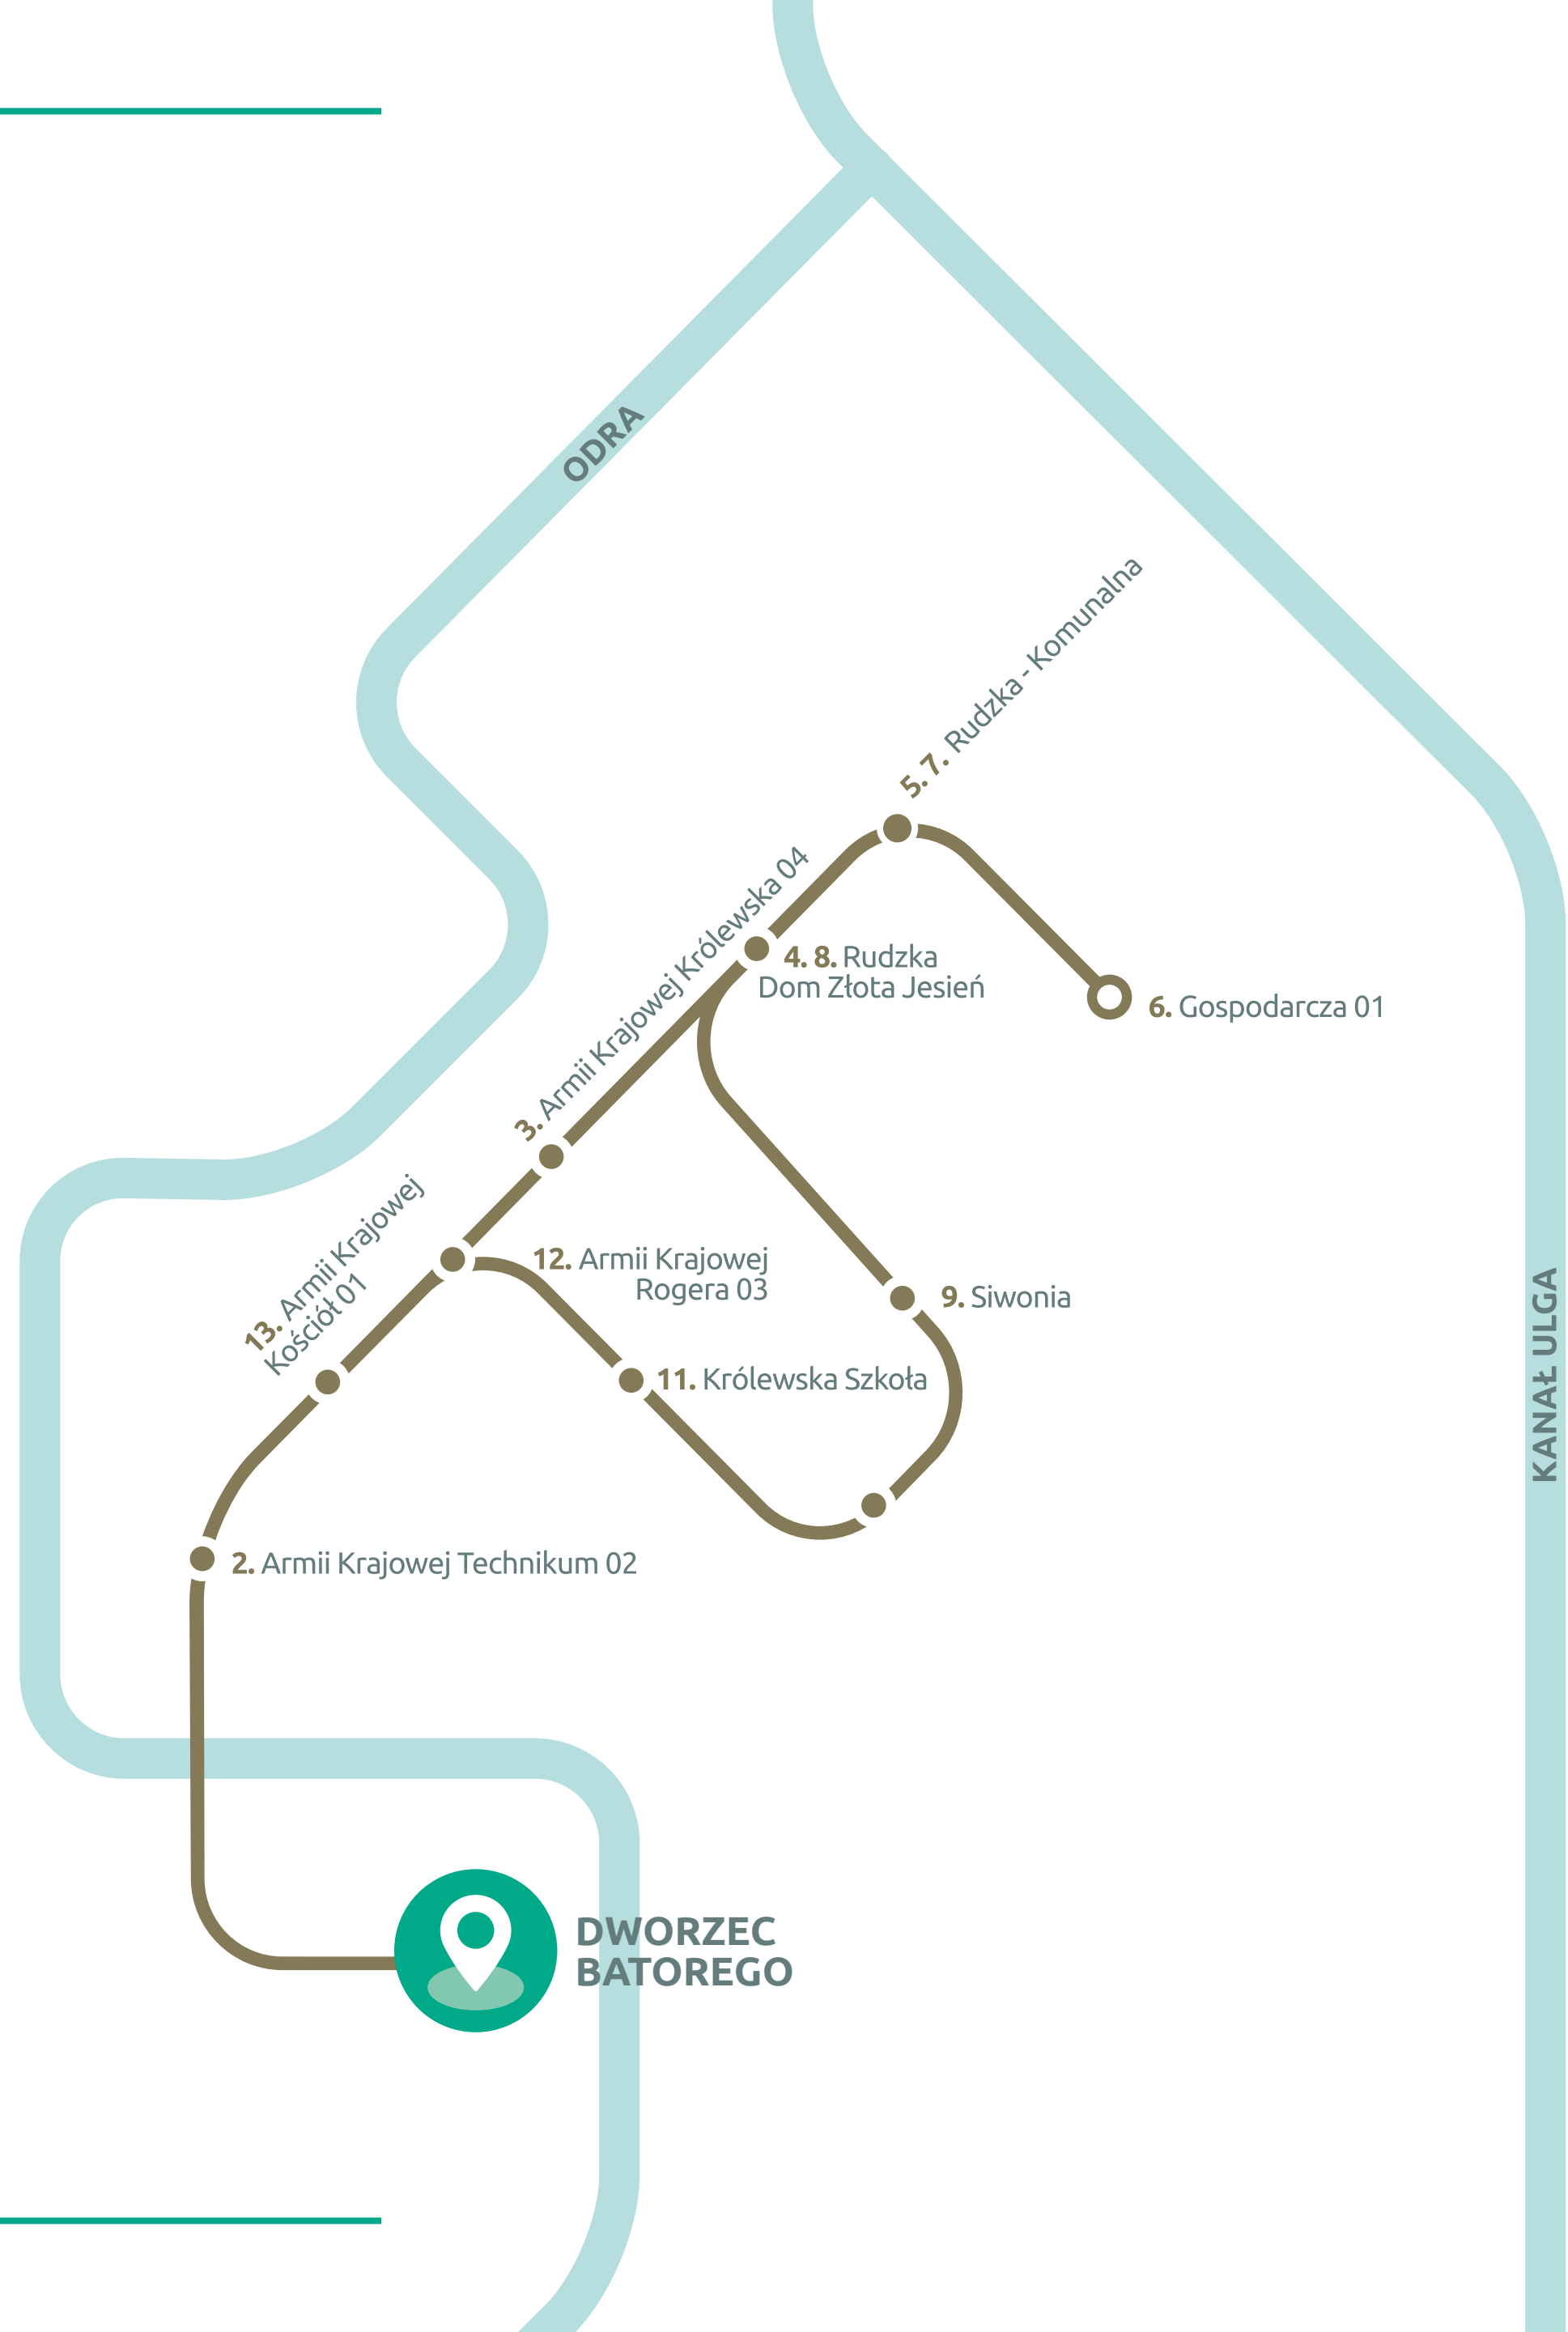 ODRA
5. 7. Rudzka - Komunalna
3. Armii Krajowej Królewska 04
4. 8. Rudzka
Dom Złota Jesień
6. Gospodarcza 01
13. Armii Krajowej
Kościół 01
12. Armii Krajowej
Rogera 03
9. Siwonia
11. Królewska Szkoła
KANAŁ ULGA
2. Armii Krajowej Technikum 02
DWORZEC
BATOREGO